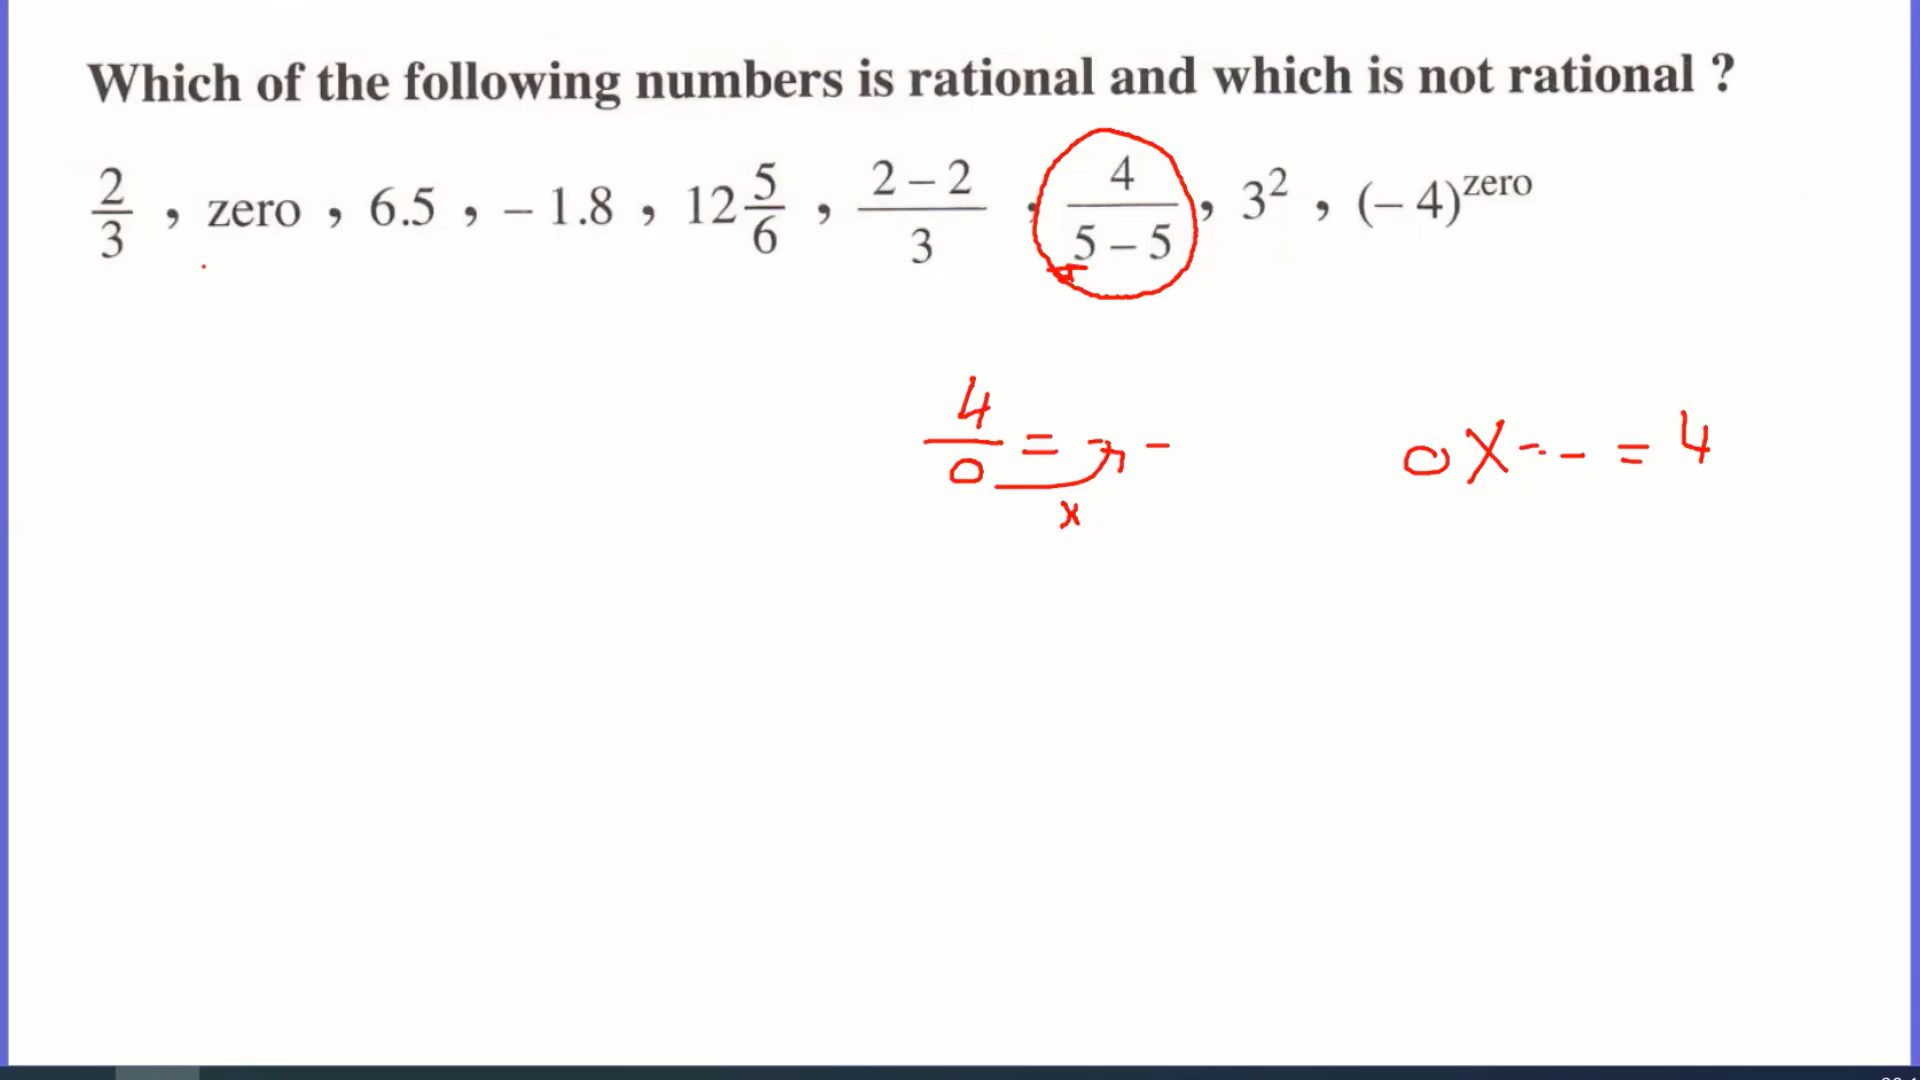 Which of the following numbers is rational and which is not rational ?
2/3 , zero , 6.5 , – 1.8 , 12 5/6 , (2 – 2)/3 , 4/(5 – 5) , 3² , (– 4)^zero
4/0 = - - 0 X - - - = 4
x